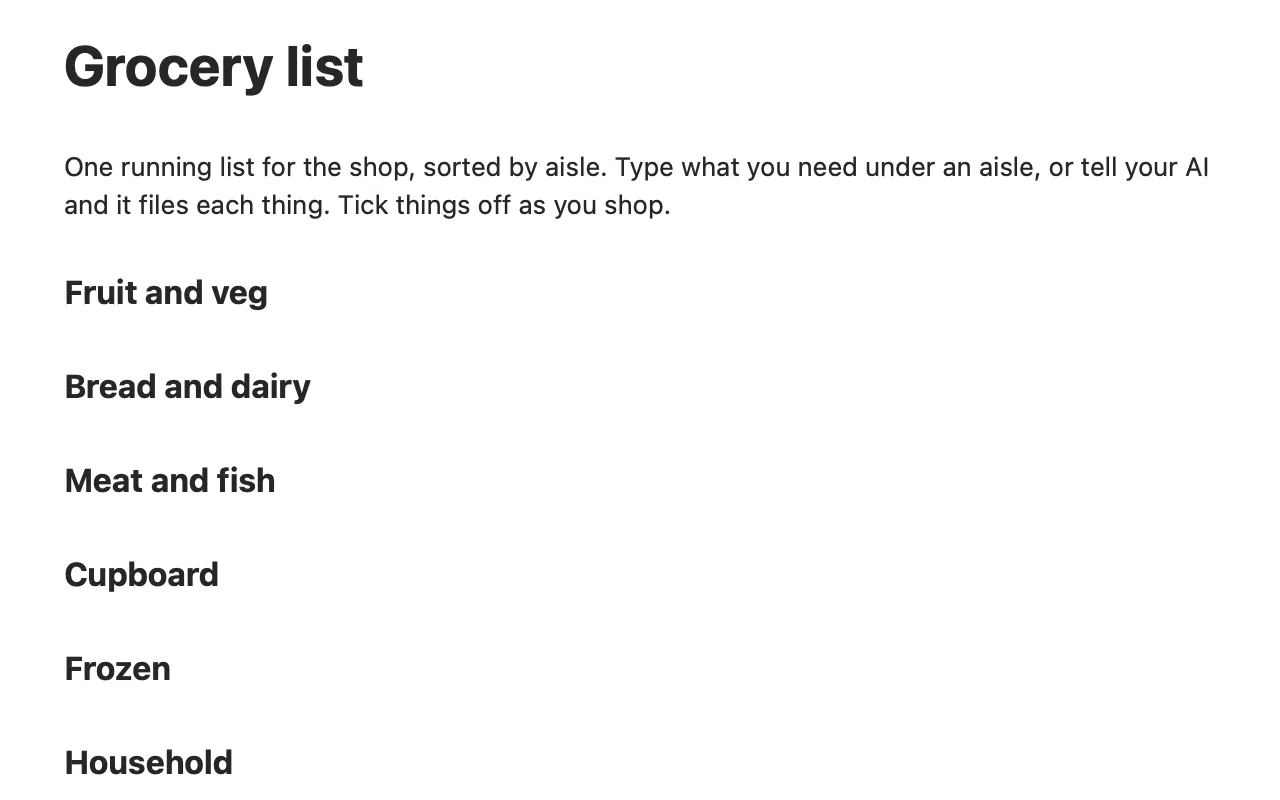 Grocery list
One running list for the shop, sorted by aisle. Type what you need under an aisle, or tell your AI
and it files each thing. Tick things off as you shop.
Fruit and veg
Bread and dairy
Meat and fish
Cupboard
Frozen
Household